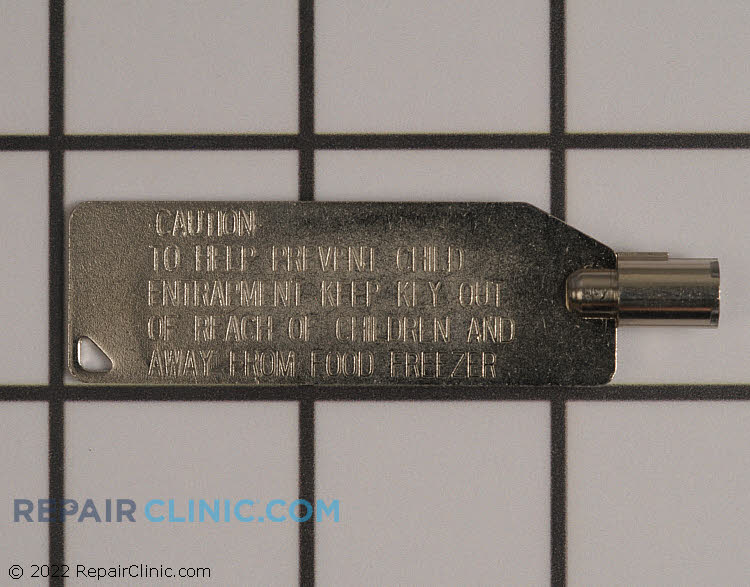 CAUTION
TO HELP PREVENT CHILD
ENTRAPMENT KEEP KEY OUT
OF REACH OF CHILDREN AND
AWAY FROM FOOD FREEZER
REPAIRCLINIC.COM
© 2022 RepairClinic.com